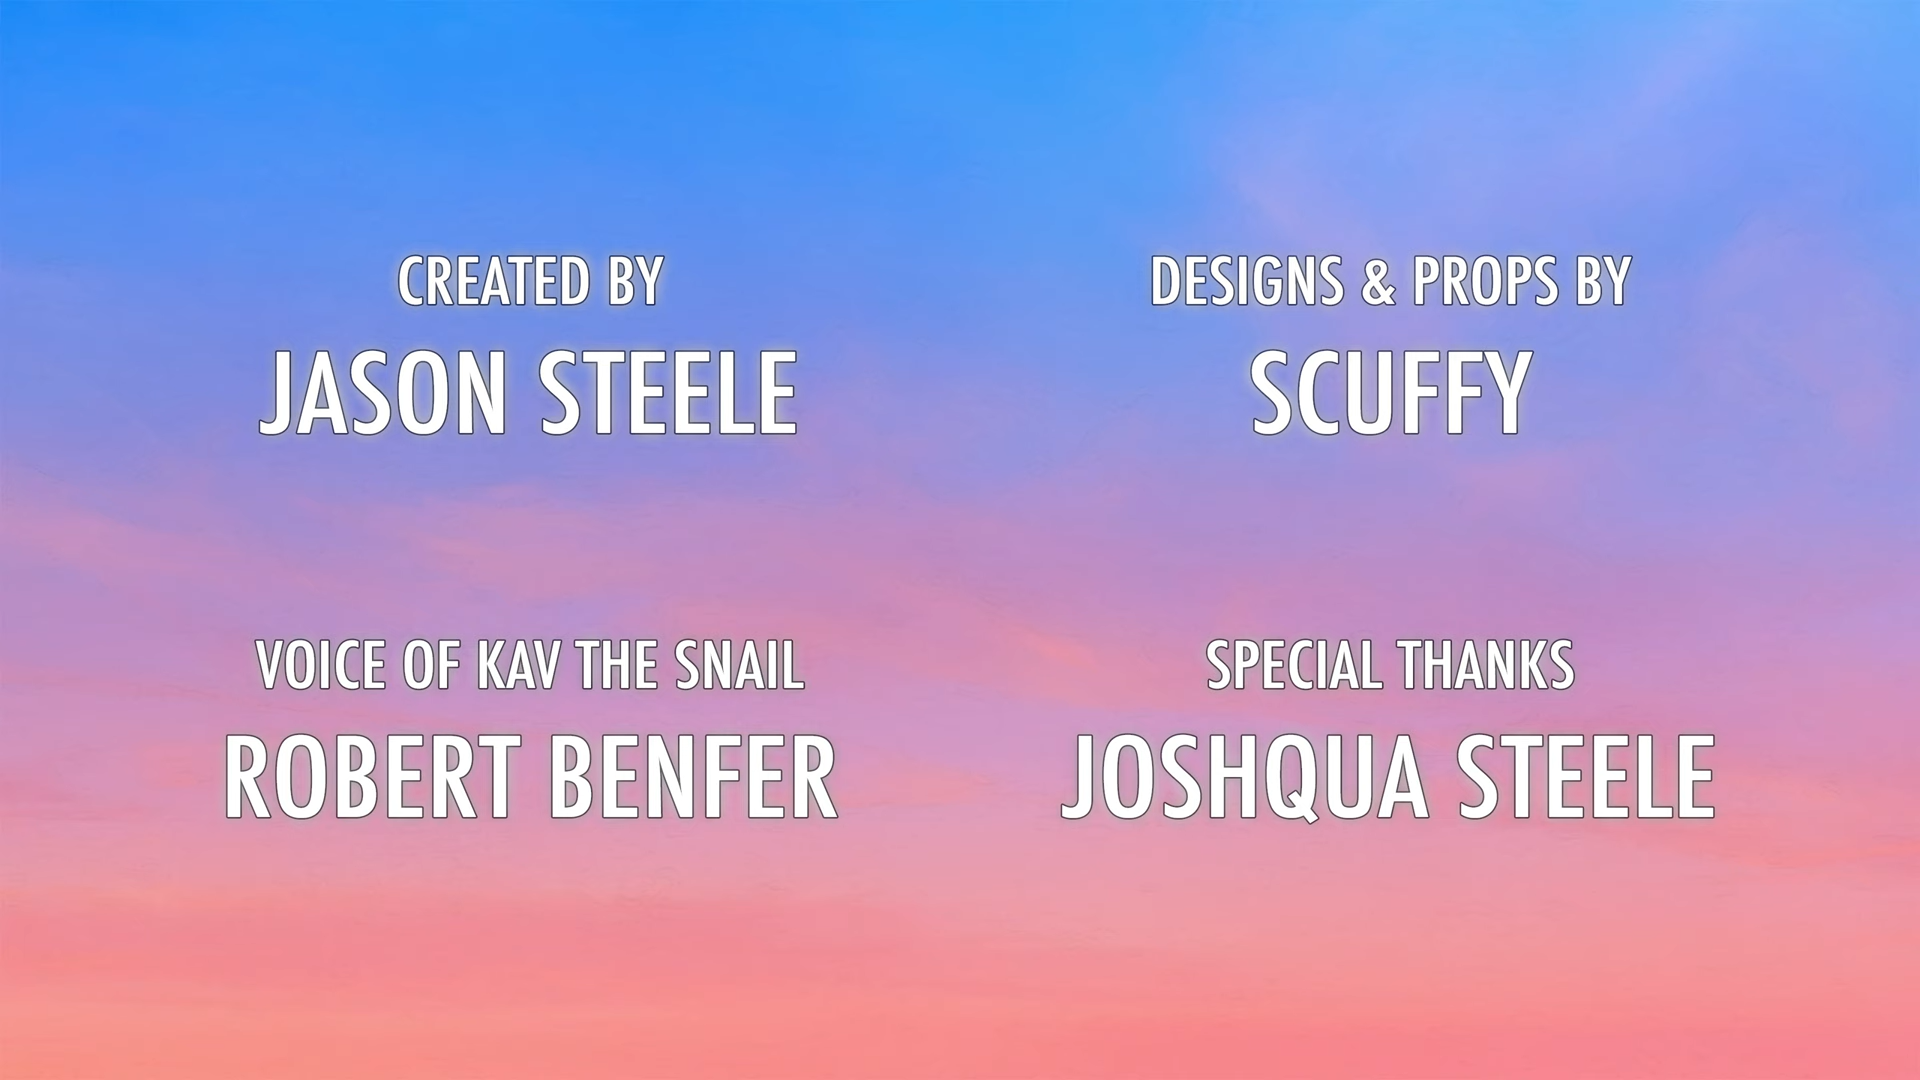 CREATED BY
JASON STEELE
DESIGNS & PROPS BY
SCUFFY
VOICE OF KAV THE SNAIL
ROBERT BENFER
SPECIAL THANKS
JOSHQUA STEELE